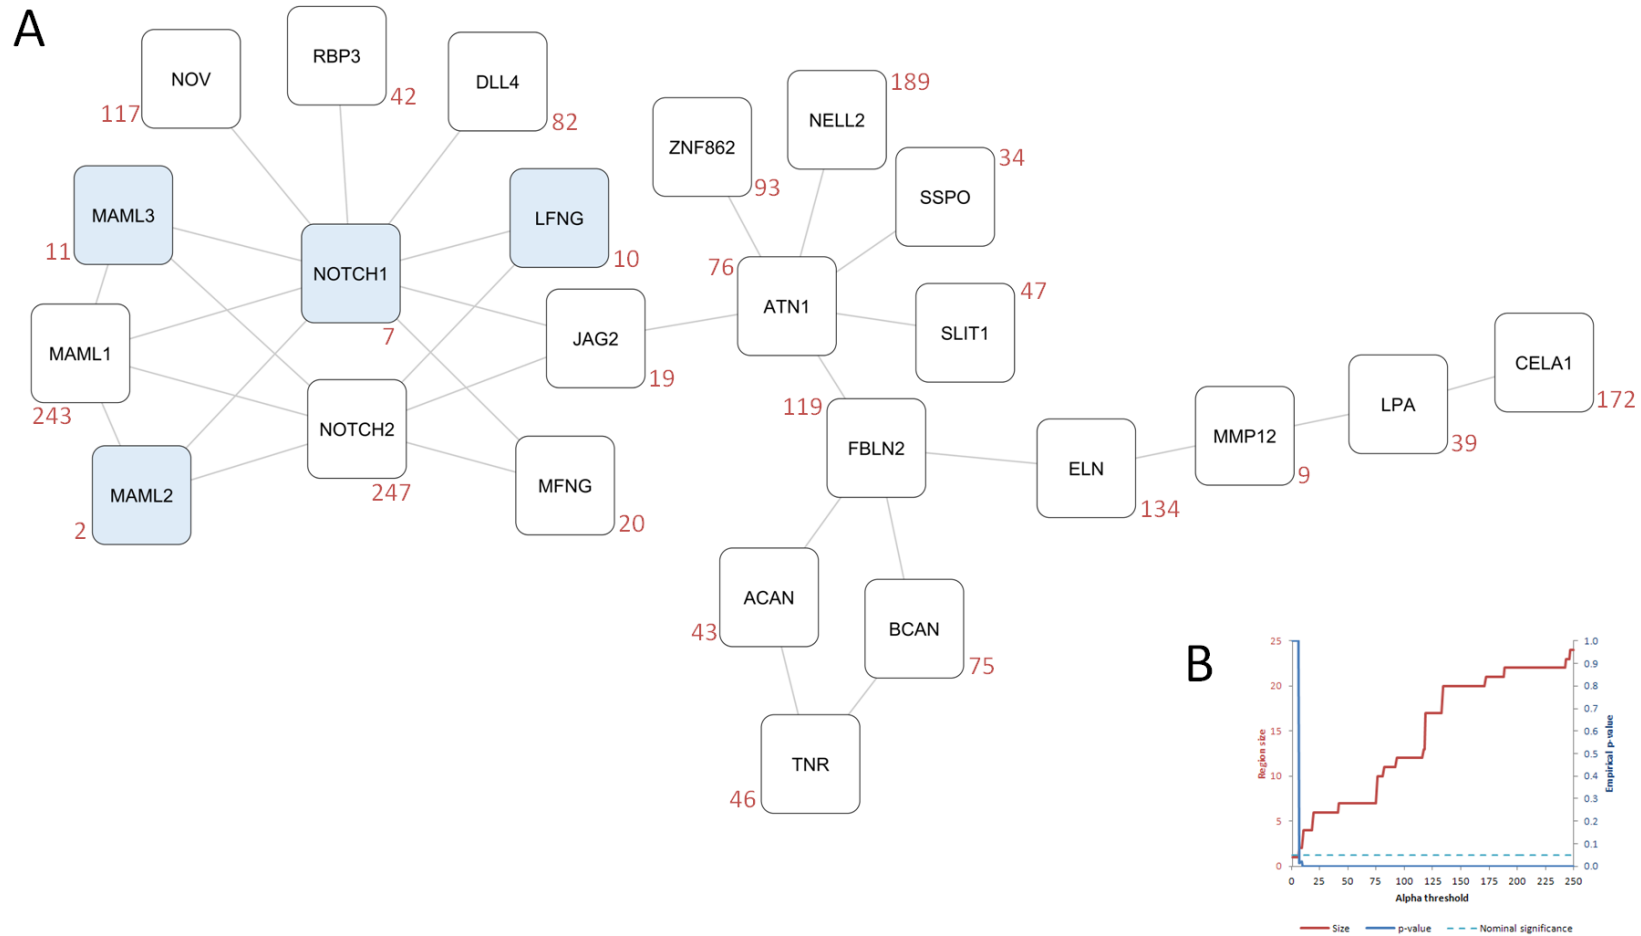 A
NOV
117
RBP3
42
DLL4
82
MAML3
11
LFNG
10
NOTCH1
7
MAML1
243
JAG2
19
NOTCH2
247
MAML2
2
MFNG
20
ZNF862
93
NELL2
189
SSPO
34
76
ATN1
SLIT1
47
119
FBLN2
ELN
134
MMP12
9
LPA
39
CELA1
172
ACAN
43
BCAN
75
TNR
46
B
25
20
15
10
5
0
Region size
1.0
0.9
0.8
0.7
0.6
0.5
0.4
0.3
0.2
0.1
0.0
Empirical p-value
0 25 50 75 100 125 150 175 200 225 250
Alpha threshold
Size p-value Nominal significance